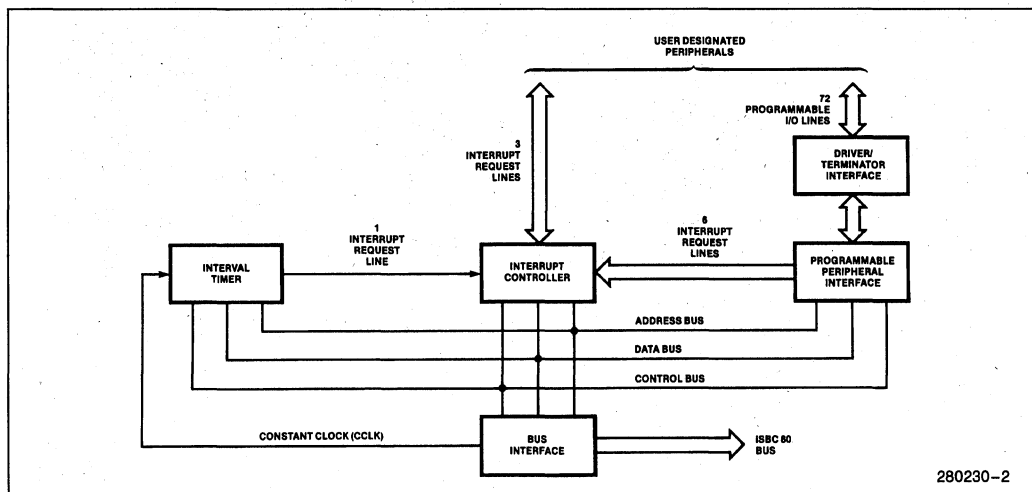 USER DESIGNATED
PERIPHERALS
72
PROGRAMMABLE
I/O LINES
3
INTERRUPT
REQUEST
LINES
DRIVER/
TERMINATOR
INTERFACE
1
INTERRUPT
REQUEST
LINE
6
INTERRUPT
REQUEST
LINES
INTERVAL
TIMER
INTERRUPT
CONTROLLER
PROGRAMMABLE
PERIPHERAL
INTERFACE
ADDRESS BUS
DATA BUS
CONTROL BUS
CONSTANT CLOCK (CCLK)
BUS
INTERFACE
ISBC 80
BUS
280230-2